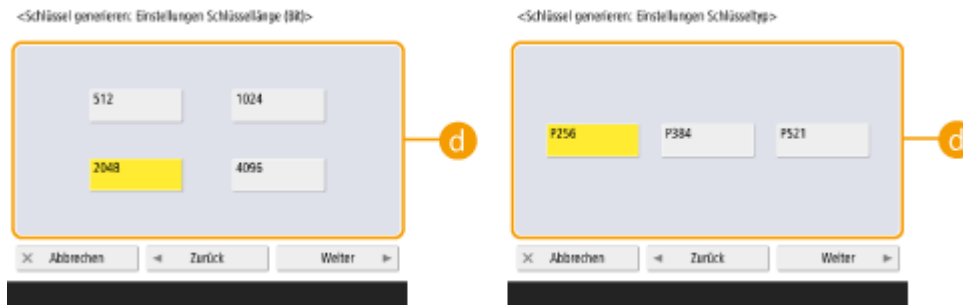 <Schlüssel generieren: Einstellungen Schlüssellänge (Bit)>
512 1024
2048 4096
d
× Abbrechen ◄ Zurück Weiter ►
<Schlüssel generieren: Einstellungen Schlüsseltyp>
P256 P384 P521
d
× Abbrechen ◄ Zurück Weiter ►